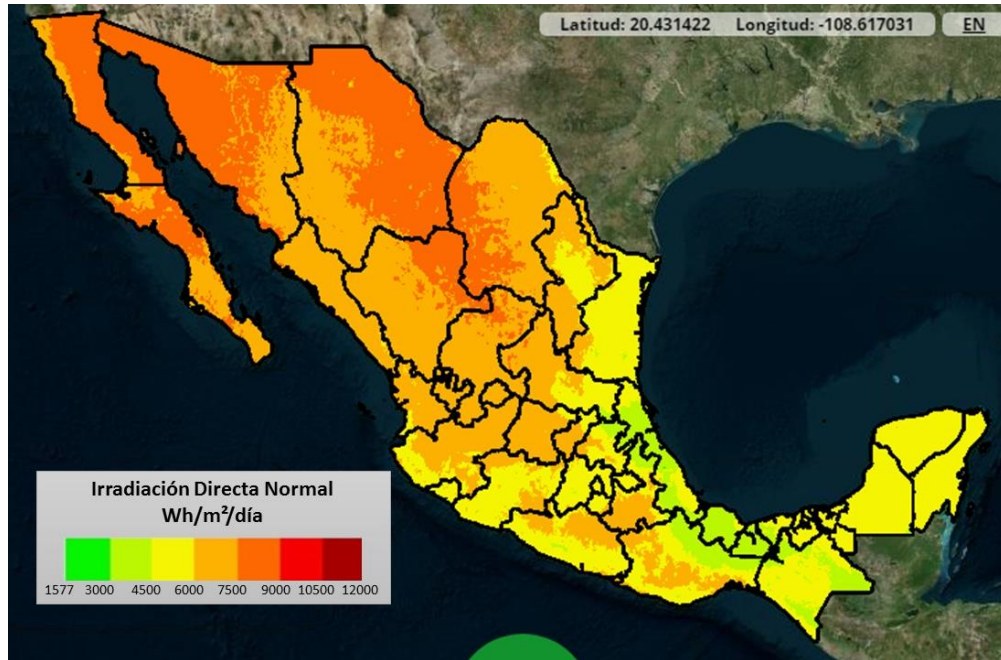 Latitud: 20.431422 Longitud: -108.617031 EN
Irradiación Directa Normal
Wh/m²/día
1577 3000 4500 6000 7500 9000 10500 12000